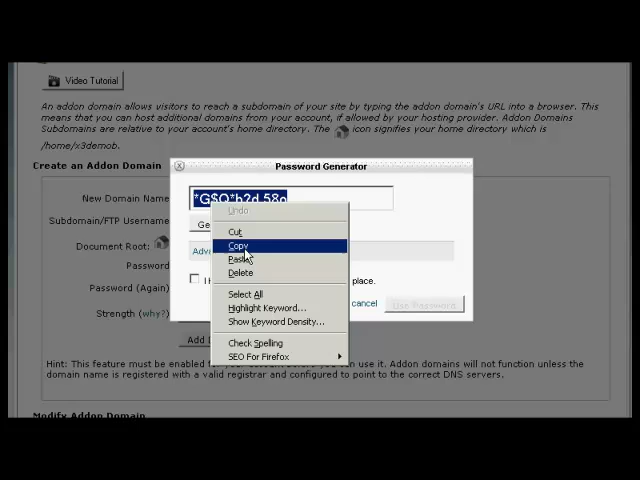 Video Tutorial
An addon domain allows visitors to reach a subdomain of your site by typing the addon domain's URL into a browser. This
means that you can host additional domains from your account, if allowed by your hosting provider. Addon Domains
Subdomains are relative to your account's home directory. The icon signifies your home directory which is
/home/x3demob.
Create an Addon Domain
Password Generator
New Domain Name
Subdomain/FTP Username
Undo
Ge
Cut
Document Root:
Adva
Copy
Password
Paste
Delete
I h
place.
Password (Again)
Select All
cancel
Use Password
Strength (why?)
Highlight Keyword...
Show Keyword Density...
Add D
Check Spelling
SEO For Firefox
Hint: This feature must be enabled for your account before you can use it. Addon domains will not function unless the
domain name is registered with a valid registrar and configured to point to the correct DNS servers.
Modify Addon Domain